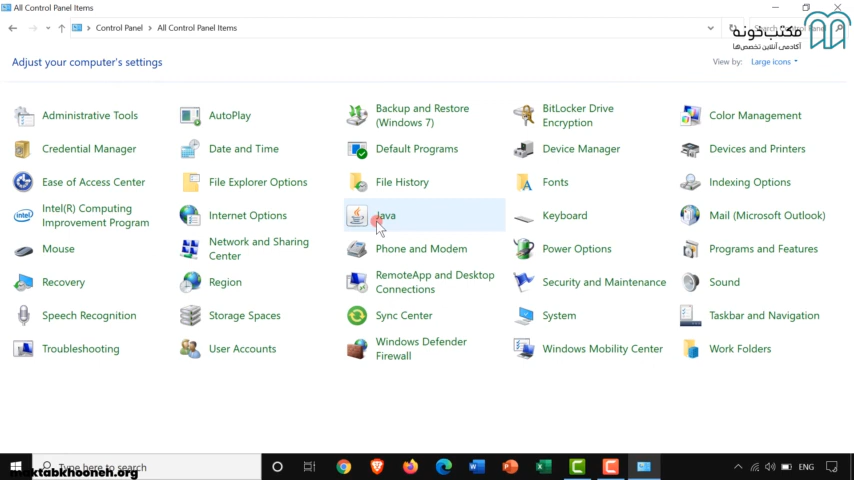 All Control Panel Items
Control Panel > All Control Panel Items
مکتب‌خونه
آکادمی آنلاین تخصص‌ها
Adjust your computer's settings
View by: Large icons
Administrative Tools
AutoPlay
Backup and Restore
(Windows 7)
BitLocker Drive
Encryption
Color Management
Credential Manager
Date and Time
Default Programs
Device Manager
Devices and Printers
Ease of Access Center
File Explorer Options
File History
Fonts
Indexing Options
Intel(R) Computing
Improvement Program
Internet Options
Java
Keyboard
Mail (Microsoft Outlook)
Mouse
Network and Sharing
Center
Phone and Modem
Power Options
Programs and Features
Recovery
Region
RemoteApp and Desktop
Connections
Security and Maintenance
Sound
Speech Recognition
Storage Spaces
Sync Center
System
Taskbar and Navigation
Troubleshooting
User Accounts
Windows Defender
Firewall
Windows Mobility Center
Work Folders
Type here to search
maktabkhooneh.org
ENG